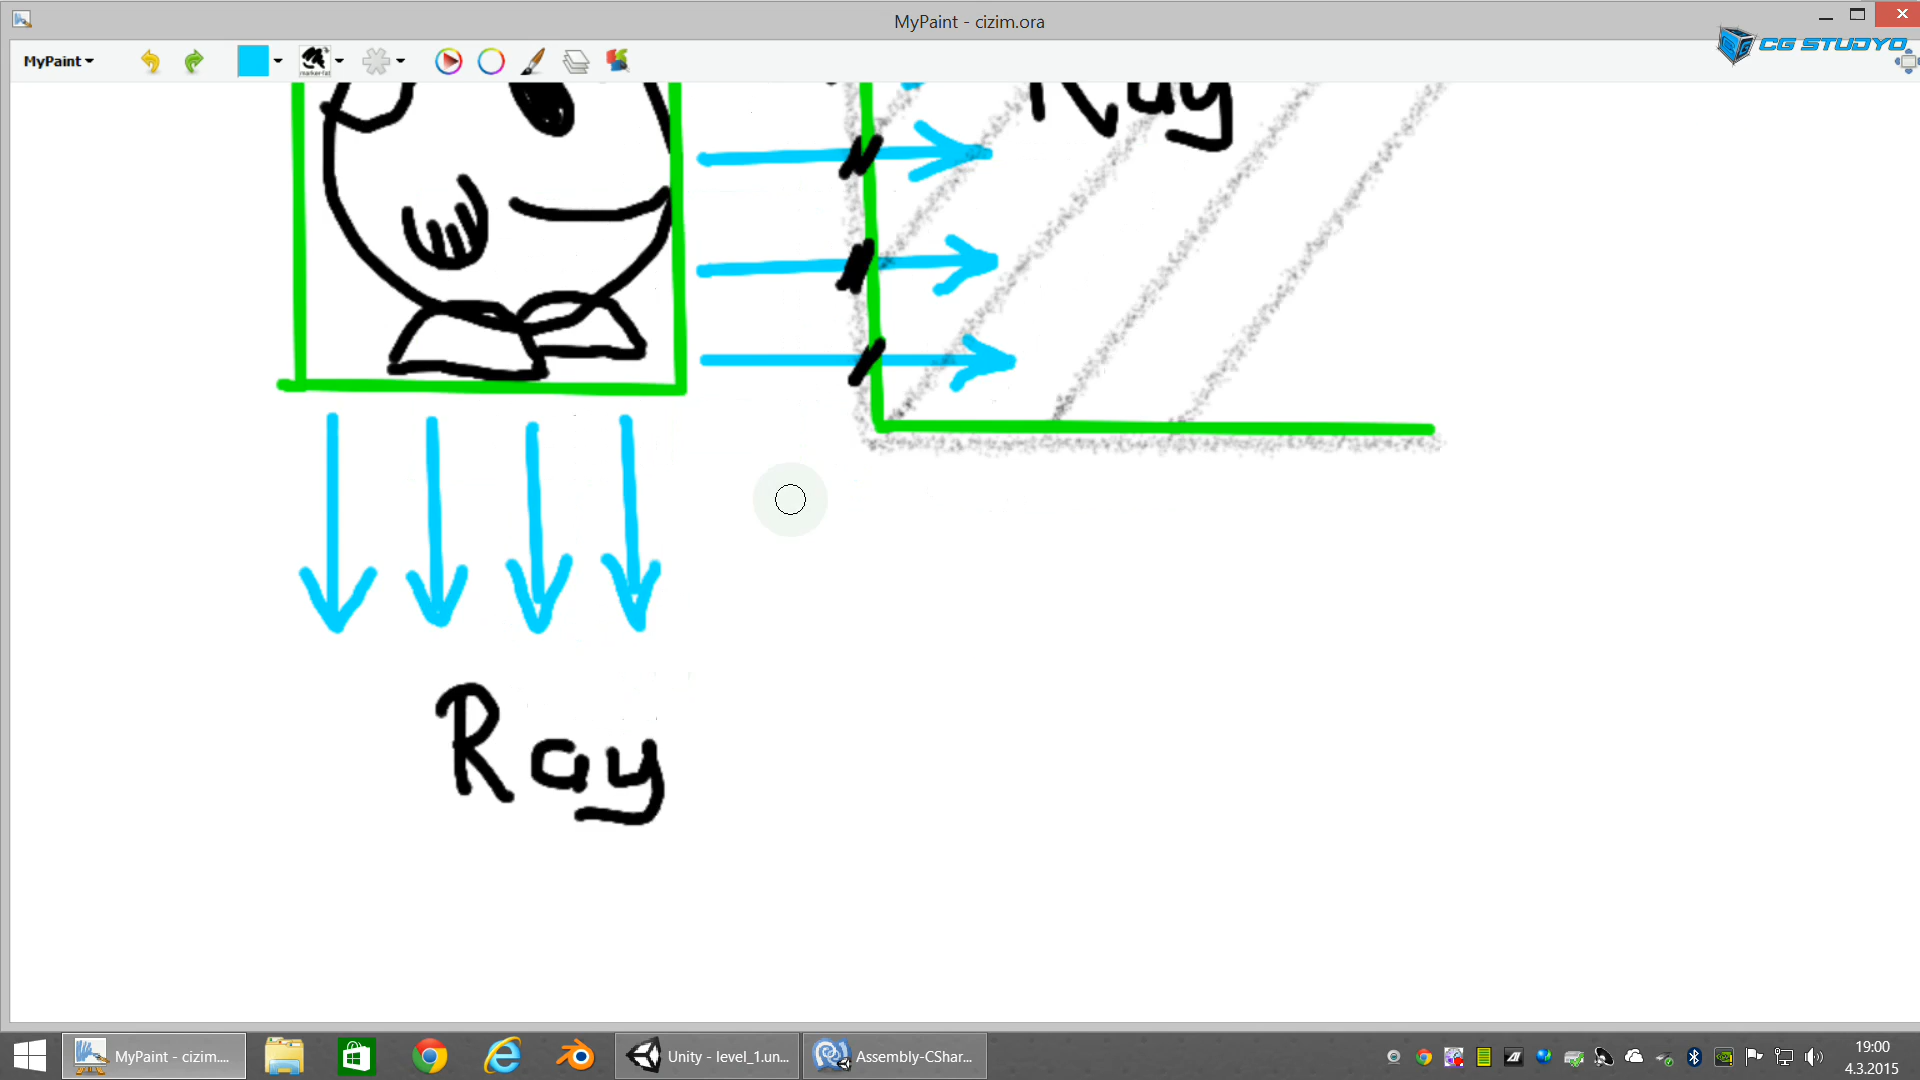 MyPaint - cizim.ora
MyPaint
CG STUDYO
Ray
Ray
MyPaint - cizim....
Unity - level_1.un...
Assembly-CShar...
19:00
4.3.2015